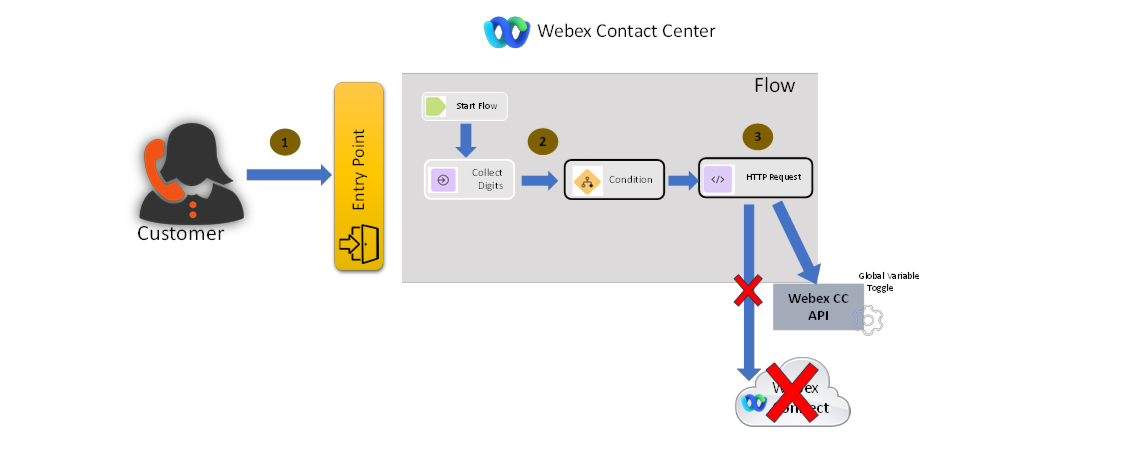 Webex Contact Center
Flow
Start Flow
1
2
3
Entry Point
Collect
Digits
Condition
HTTP Request
Customer
Global Variable
Toggle
Webex CC
API
Webex
Connect